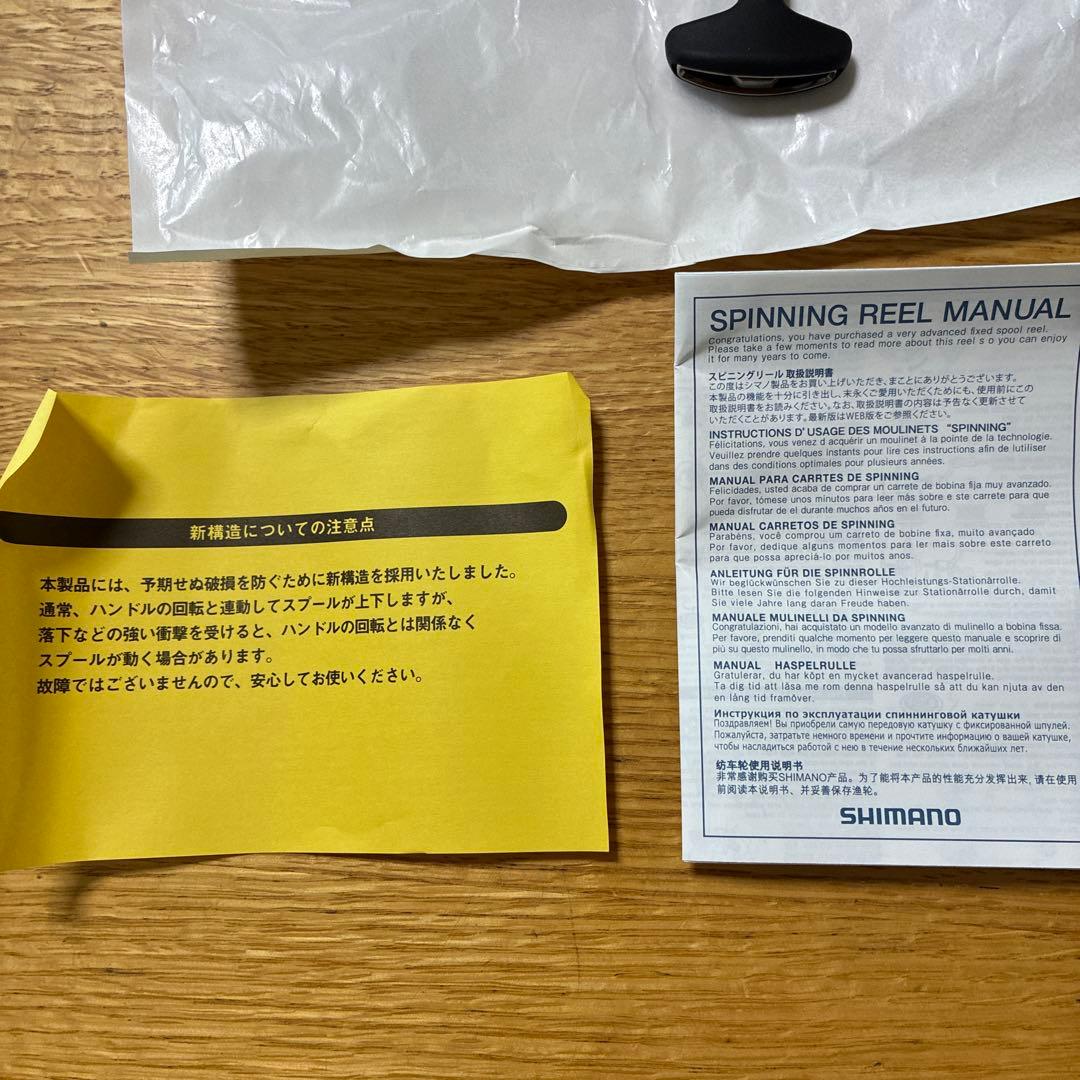 新構造についての注意点
本製品には、予期せぬ破損を防ぐために新構造を採用いたしました。
通常、ハンドルの回転と連動してスプールが上下しますが、
落下などの強い衝撃を受けると、ハンドルの回転とは関係なく
スプールが動く場合があります。
故障ではございませんので、安心してお使いください。
SPINNING REEL MANUAL
Congratulations, you have purchased a very advanced fixed spool reel.
Please take a few moments to read more about this reel s o you can enjoy
it for many years to come.
スピニングリール 取扱説明書
この度はシマノ製品をお買い上げいただき、まことにありがとうございます。
本製品の機能を十分に引き出し、末永くご愛用いただくためにも、使用前にこの
取扱説明書をお読みください。なお、取扱説明書の内容は予告なく更新させて
いただくことがあります。最新版はWEB版をご参照ください。
INSTRUCTIONS D'USAGE DES MOULINETS "SPINNING"
Félicitations, vous venez d acquérir un moulinet à la pointe de la technologie.
Veuillez prendre quelques instants pour lire ces instructions afin de lutiliser
dans des conditions optimales pour plusieurs années.
MANUAL PARA CARRTES DE SPINNING
Felicidades, usted acaba de comprar un carrete de bobina fija muy avanzado.
Por favor, tómese unos minutos para leer más sobre e ste carrete para que
pueda disfrutar de el durante muchos años en el futuro.
MANUAL CARRETOS DE SPINNING
Parabéns, você comprou um carreto de bobine fixa, muito avançado
Por favor, dedique alguns momentos para ler mais sobre este carreto
para que possa apreciá-lo por muitos anos.
ANLEITUNG FÜR DIE SPINNROLLE
Wir beglückwünschen Sie zu dieser Hochleistungs-Stationärrolle.
Bitte lesen Sie die folgenden Hinweise zur Stationärrolle durch, damit
Sie viele Jahre lang daran Freude haben.
MANUALE MULINELLI DA SPINNING
Congratulazioni, hai acquistato un modello avanzato di mulinello a bobina fissa.
Per favore, prenditi qualche momento per leggere questo manuale e scoprire di
più su questo mulinello, in modo che tu possa sfruttarlo per molti anni.
MANUAL HASPELRULLE
Gratulerar, du har köpt en mycket avancerad haspelrulle.
Ta dig tid att läsa me rom denna haspelrulle så att du kan njuta av den
en lång tid framöver.
Инструкция по эксплуатации спиннинговой катушки
Поздравляем! Вы приобрели самую передовую катушку с фиксированной шпулей.
Пожалуйста, затратьте немного времени и прочтите информацию о вашей катушке,
чтобы насладиться работой с нею в течение нескольких ближайших лет.
纺车轮使用说明书
非常感谢购买SHIMANO产品。为了能将本产品的性能充分发挥出来, 请在使用
前阅读本说明书、并妥善保存渔轮。
SHIMANO